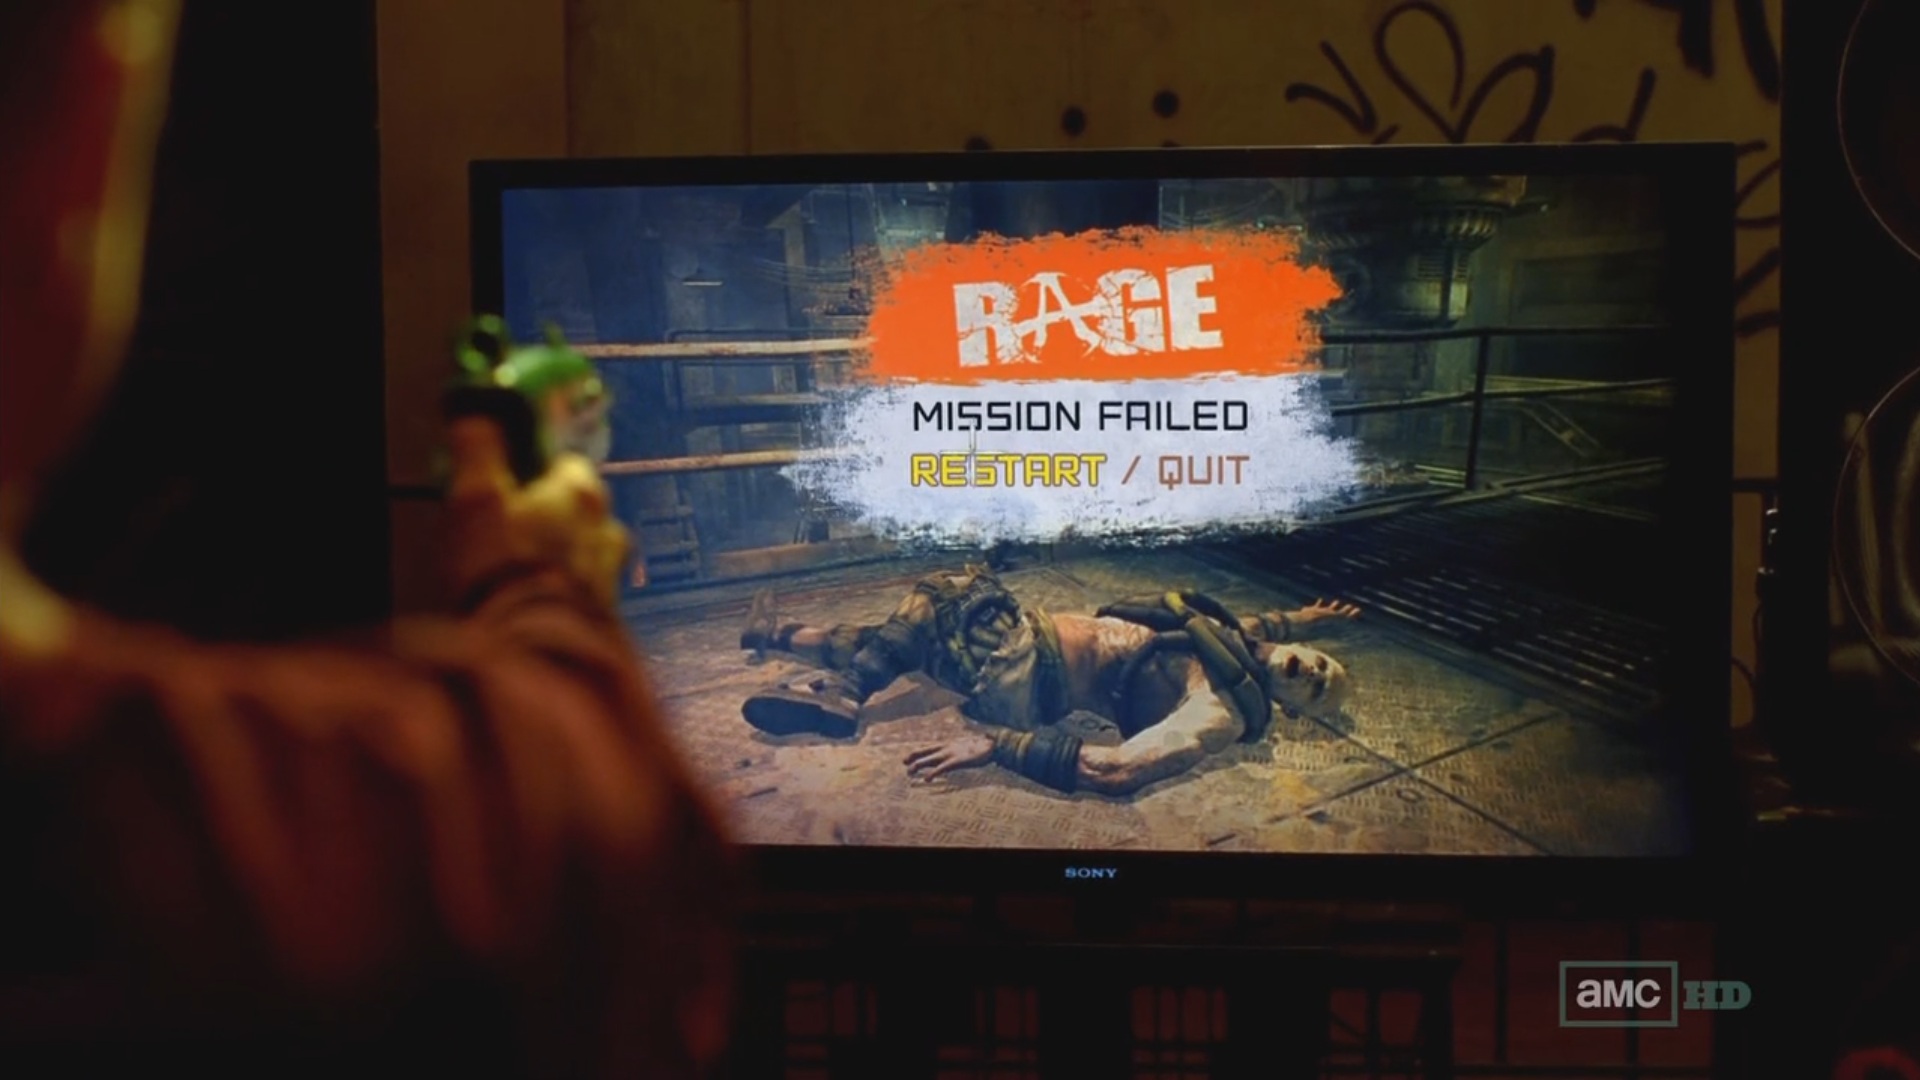 RAGE
MISSION FAILED
RESTART / QUIT
SONY
amc HD